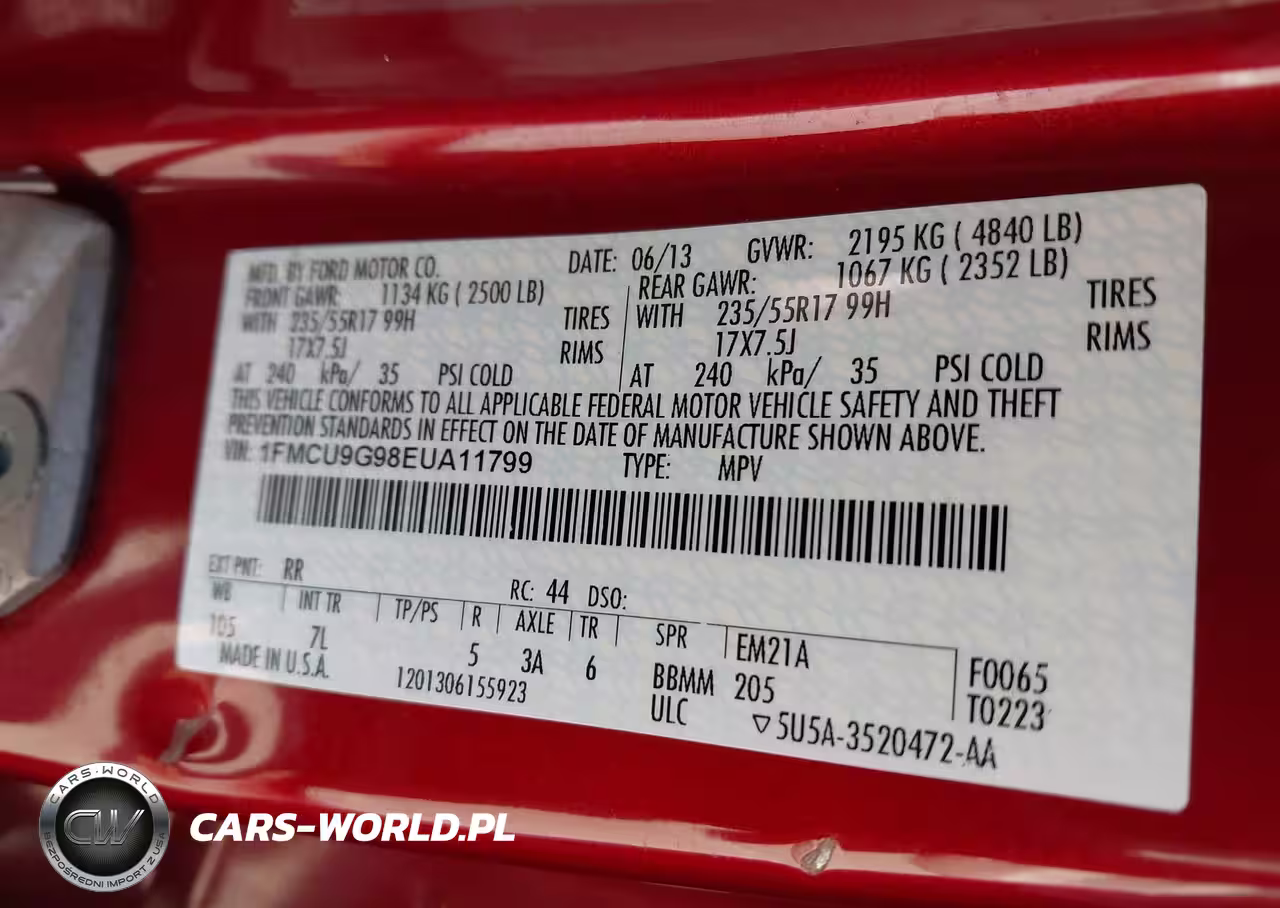 MFD. BY FORD MOTOR CO. DATE: 06/13 GVWR: 2195 KG ( 4840 LB)
FRONT GAWR: 1134 KG ( 2500 LB) REAR GAWR: 1067 KG ( 2352 LB)
WITH 235/55R17 99H TIRES WITH 235/55R17 99H TIRES
17X7.5J RIMS 17X7.5J RIMS
AT 240 kPa/ 35 PSI COLD AT 240 kPa/ 35 PSI COLD
THIS VEHICLE CONFORMS TO ALL APPLICABLE FEDERAL MOTOR VEHICLE SAFETY AND THEFT
PREVENTION STANDARDS IN EFFECT ON THE DATE OF MANUFACTURE SHOWN ABOVE.
VIN: 1FMCU9G98EUA11799 TYPE: MPV
EXT PNT: RR RC: 44 DSO:
WB INT TR TP/PS R AXLE TR SPR EM21A
105 7L 5 3A 6 BBMM 205 F0065
MADE IN U.S.A. 1201306155923 ULC T0223
▽5U5A-3520472-AA
CARS-WORLD
CW
BEZPOŚREDNI IMPORT Z USA
CARS-WORLD.PL